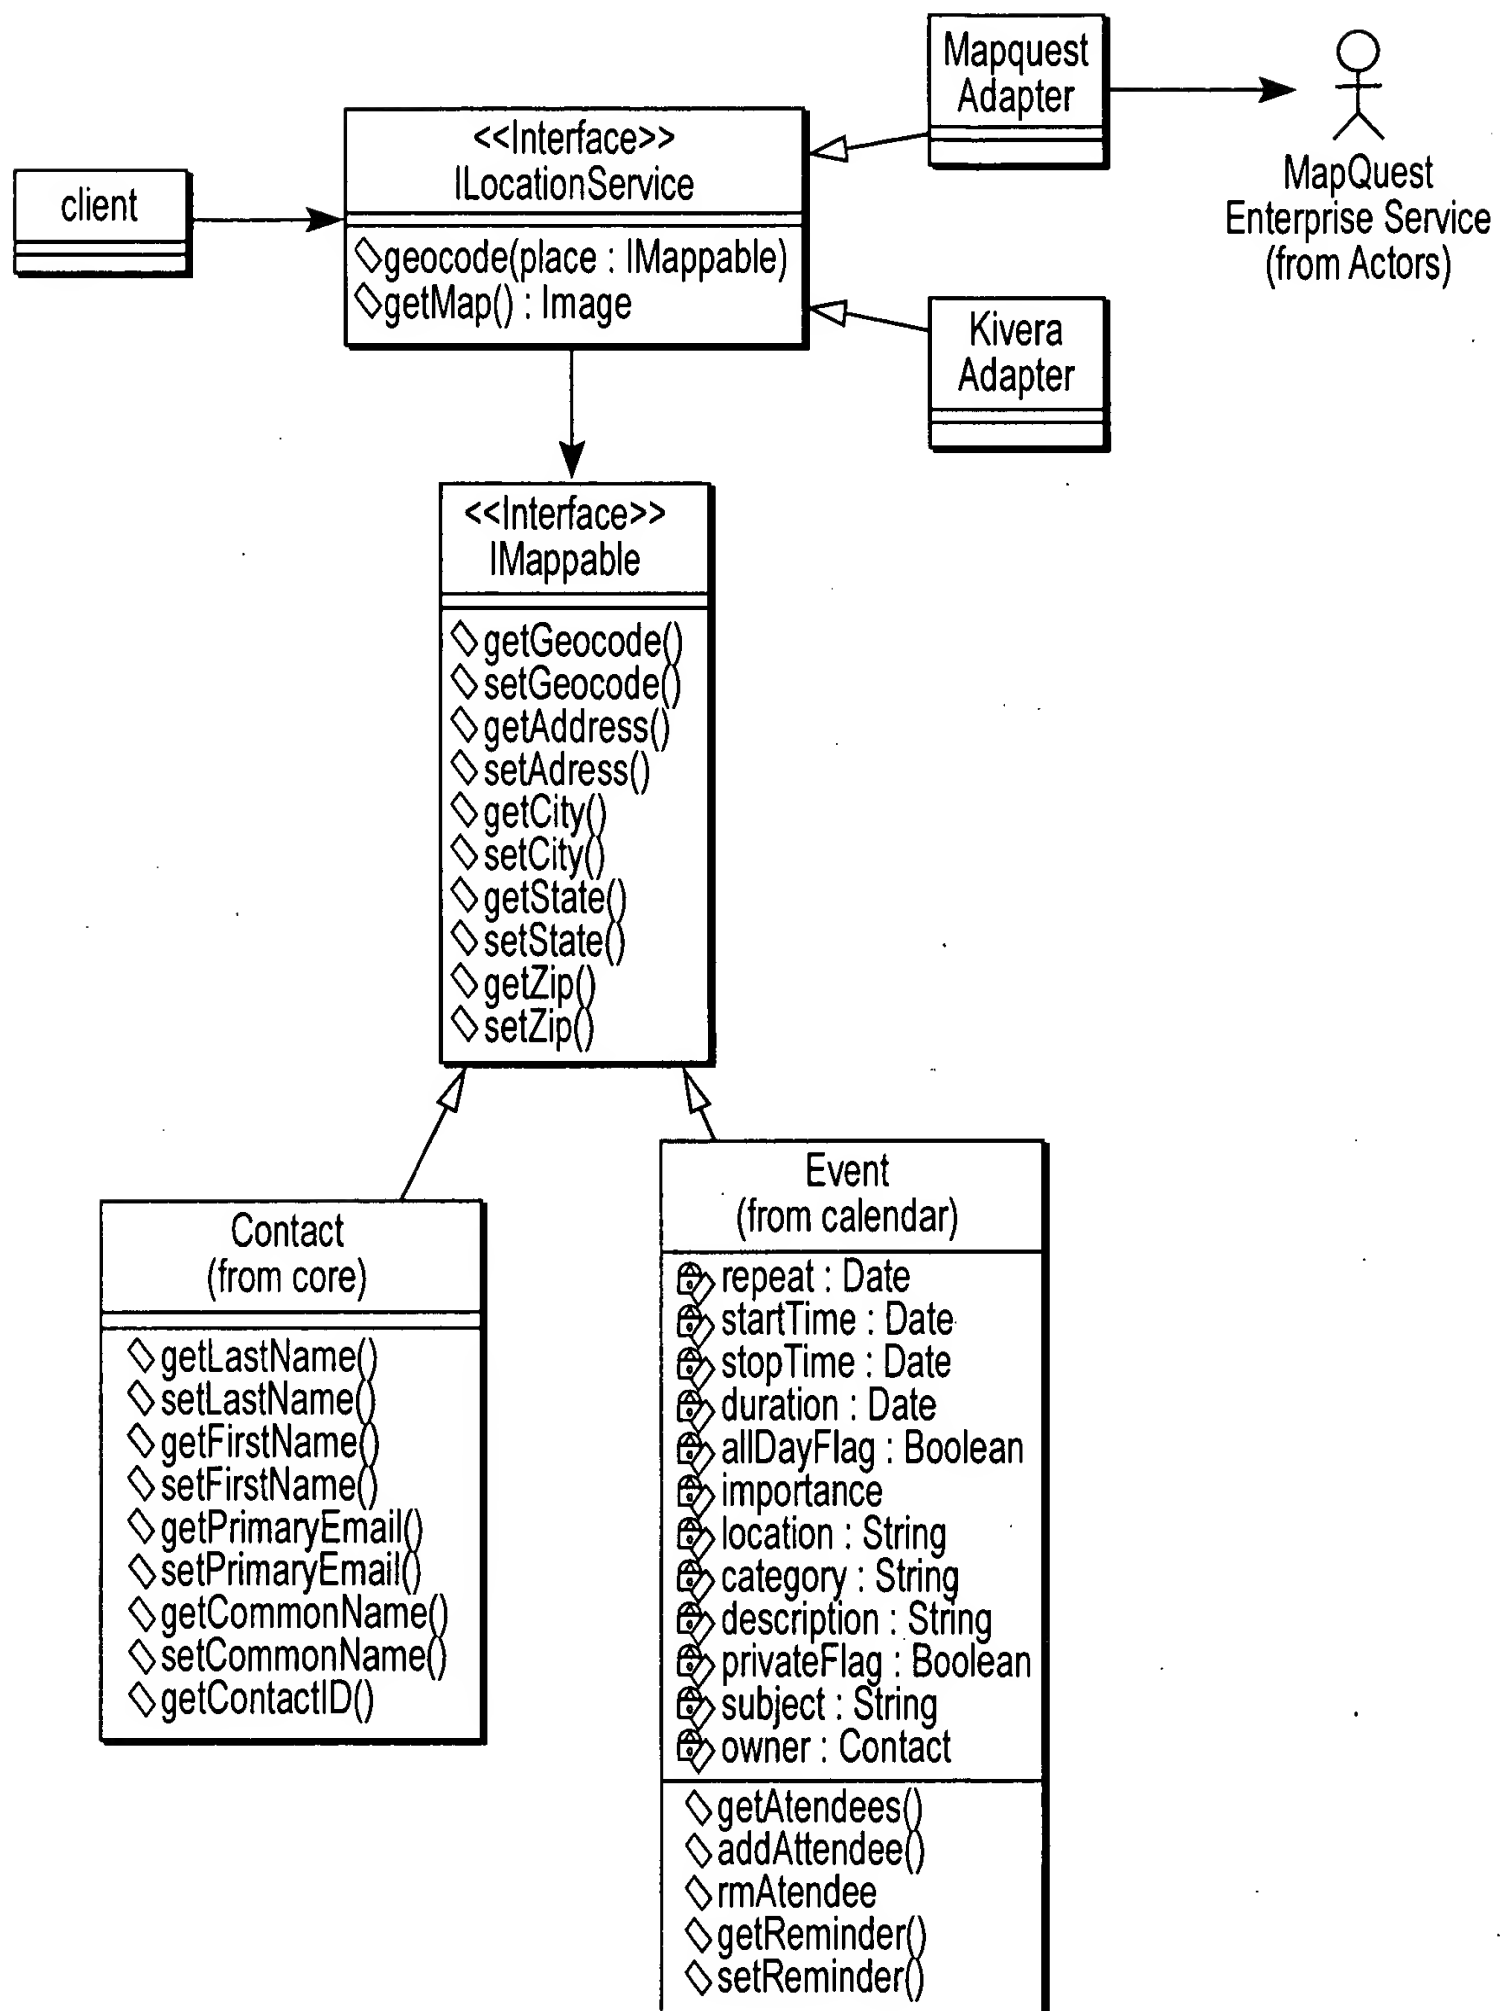 Mapquest
Adapter
MapQuest
Enterprise Service
(from Actors)
<<Interface>>
ILocationService
geocode(place : IMappable)
getMap() : Image
client
Kivera
Adapter
<<Interface>>
IMappable
getGeocode()
setGeocode()
getAddress()
setAdress()
getCity()
setCity()
getState()
setState()
getZip()
setZip()
Contact
(from core)
getLastName()
setLastName()
getFirstName()
setFirstName()
getPrimaryEmail()
setPrimaryEmail()
getCommonName()
setCommonName()
getContactID()
Event
(from calendar)
repeat : Date
startTime : Date
stopTime : Date
duration : Date
allDayFlag : Boolean
importance
location : String
category : String
description : String
privateFlag : Boolean
subject : String
owner : Contact
getAtendees()
addAttendee()
rmAtendee
getReminder()
setReminder()